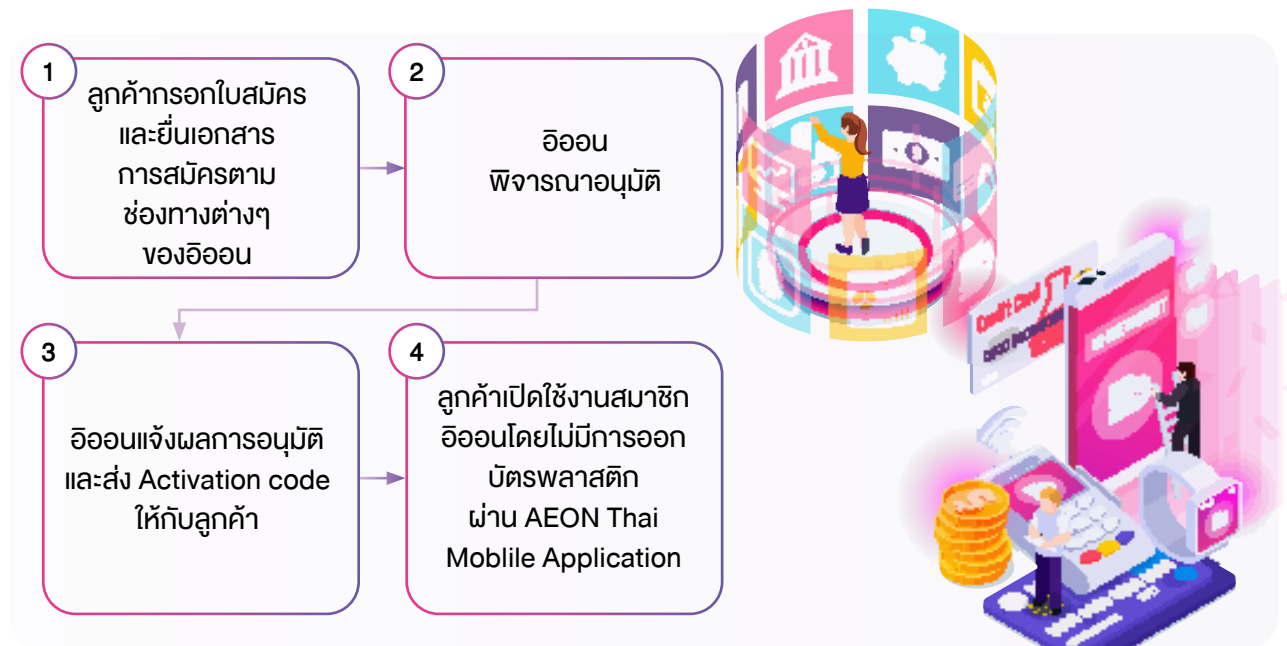 1
ลูกค้ากรอกใบสมัคร
และยื่นเอกสาร
การสมัครตาม
ช่องทางต่างๆ
ของอิออน
2
อิออน
พิจารณาอนุมัติ
3
อิออนแจ้งผลการอนุมัติ
และส่ง Activation code
ให้กับลูกค้า
4
ลูกค้าเปิดใช้งานสมาชิก
อิออนโดยไม่มีการออก
บัตรพลาสติก
ผ่าน AEON Thai
Moblile Application
Credit Card